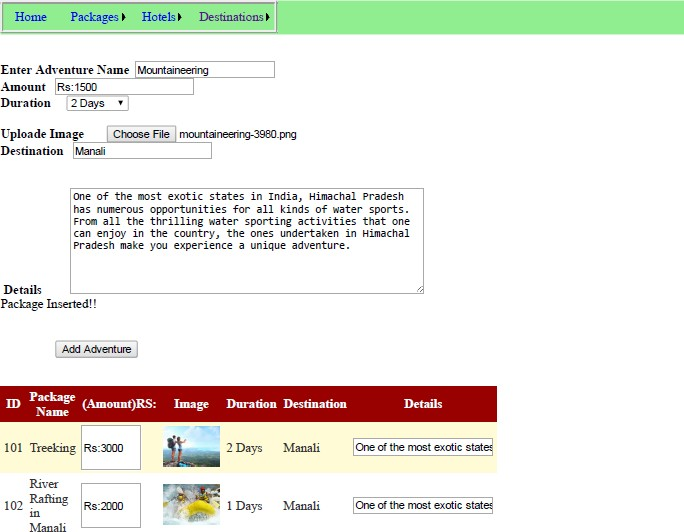 Home Packages Hotels Destinations
Enter Adventure Name Mountaineering
Amount Rs:1500
Duration 2 Days
Uploade Image Choose File mountaineering-3980.png
Destination Manali
One of the most exotic states in India, Himachal Pradesh
has numerous opportunities for all kinds of water sports.
From all the thrilling water sporting activities that one
can enjoy in the country, the ones undertaken in Himachal
Pradesh make you experience a unique adventure.
Details
Package Inserted!!
Add Adventure
ID Package Name (Amount)RS: Image Duration Destination Details
101 Treeking Rs:3000 2 Days Manali One of the most exotic states
102 River Rafting in Manali Rs:2000 1 Days Manali One of the most exotic states